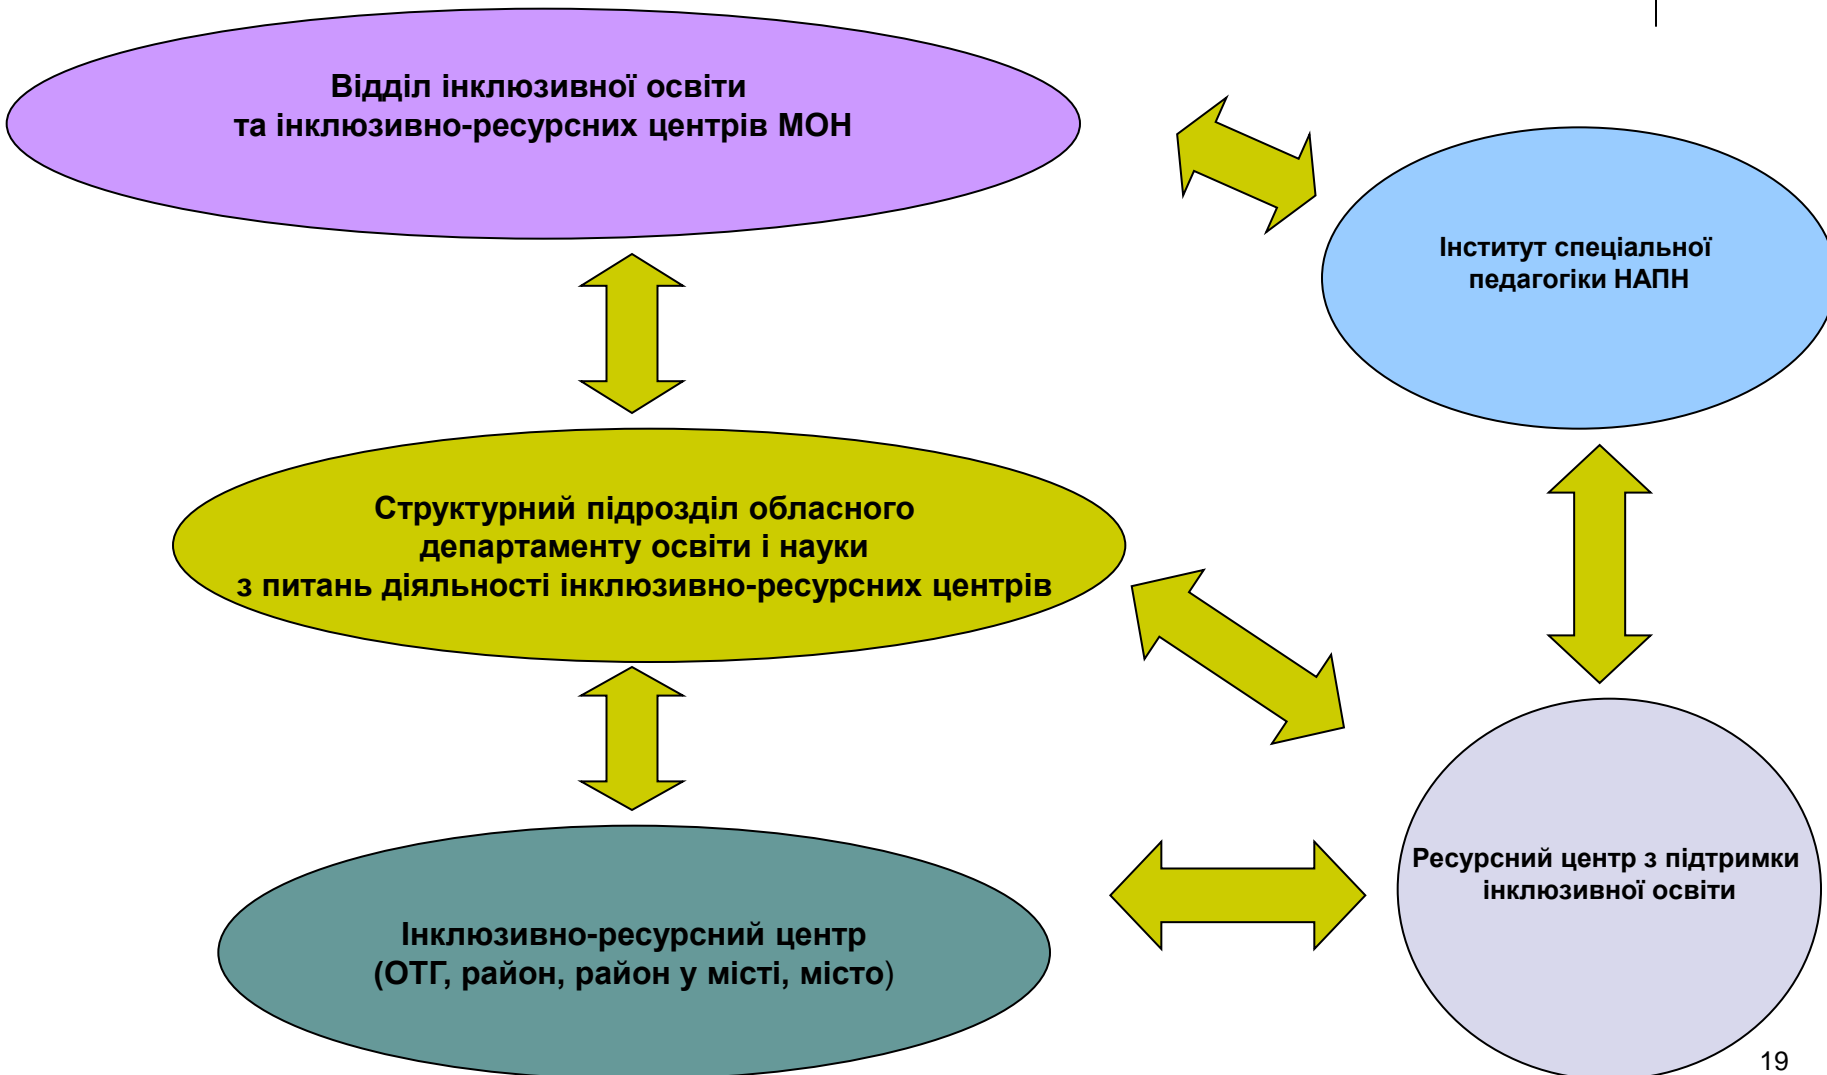 Відділ інклюзивної освіти
та інклюзивно-ресурсних центрів МОН
Інститут спеціальної
педагогіки НАПН
Структурний підрозділ обласного
департаменту освіти і науки
з питань діяльності інклюзивно-ресурсних центрів
Ресурсний центр з підтримки
інклюзивної освіти
Інклюзивно-ресурсний центр
(ОТГ, район, район у місті, місто)
19